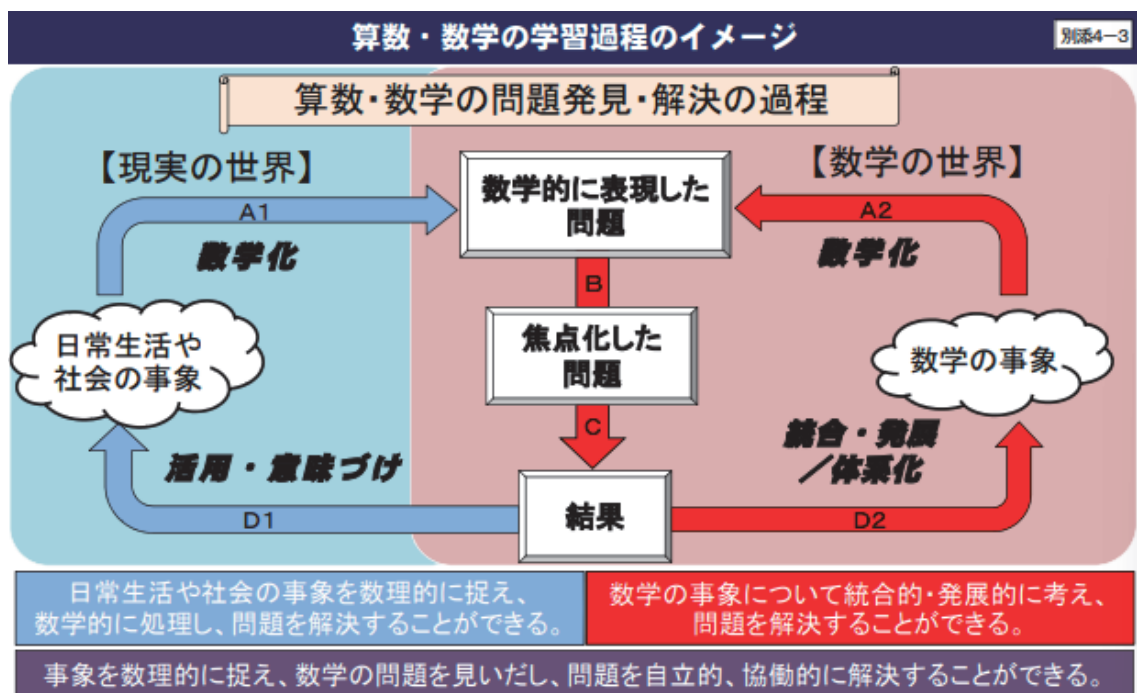 算数・数学の学習過程のイメージ
別添4－3
算数・数学の問題発見・解決の過程
【現実の世界】
【数学の世界】
数学的に表現した
問題
A1
A2
数学化
数学化
B
日常生活や
社会の事象
焦点化した
問題
数学の事象
C
活用・意味づけ
統合・発展
／体系化
D1
結果
D2
日常生活や社会の事象を数理的に捉え、
数学的に処理し、問題を解決することができる。
数学の事象について統合的・発展的に考え、
問題を解決することができる。
事象を数理的に捉え、数学の問題を見いだし、問題を自立的、協働的に解決することができる。